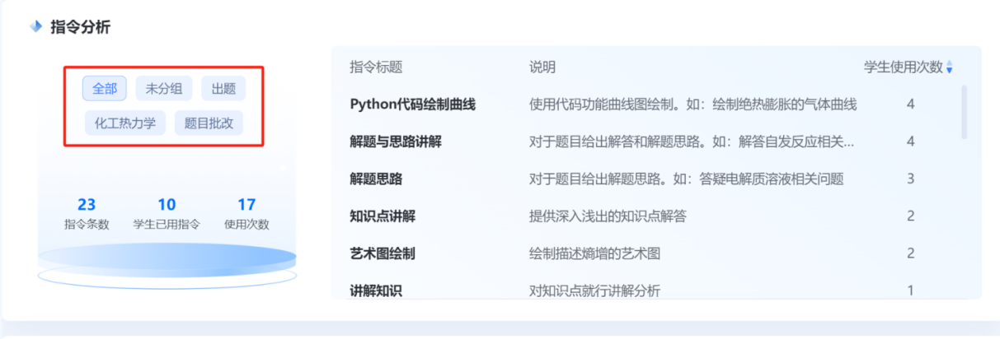 指令分析
全部 未分组 出题
化工热力学 题目批改
23 10 17
指令条数 学生已用指令 使用次数
指令标题 说明 学生使用次数
Python代码绘制曲线 使用代码功能曲线图绘制。如：绘制绝热膨胀的气体曲线 4
解题与思路讲解 对于题目给出解答和解题思路。如：解答自发反应相关... 4
解题思路 对于题目给出解题思路。如：答疑电解质溶液相关问题 3
知识点讲解 提供深入浅出的知识点解答 2
艺术图绘制 绘制描述熵增的艺术图 2
讲解知识 对知识点就行讲解分析 1